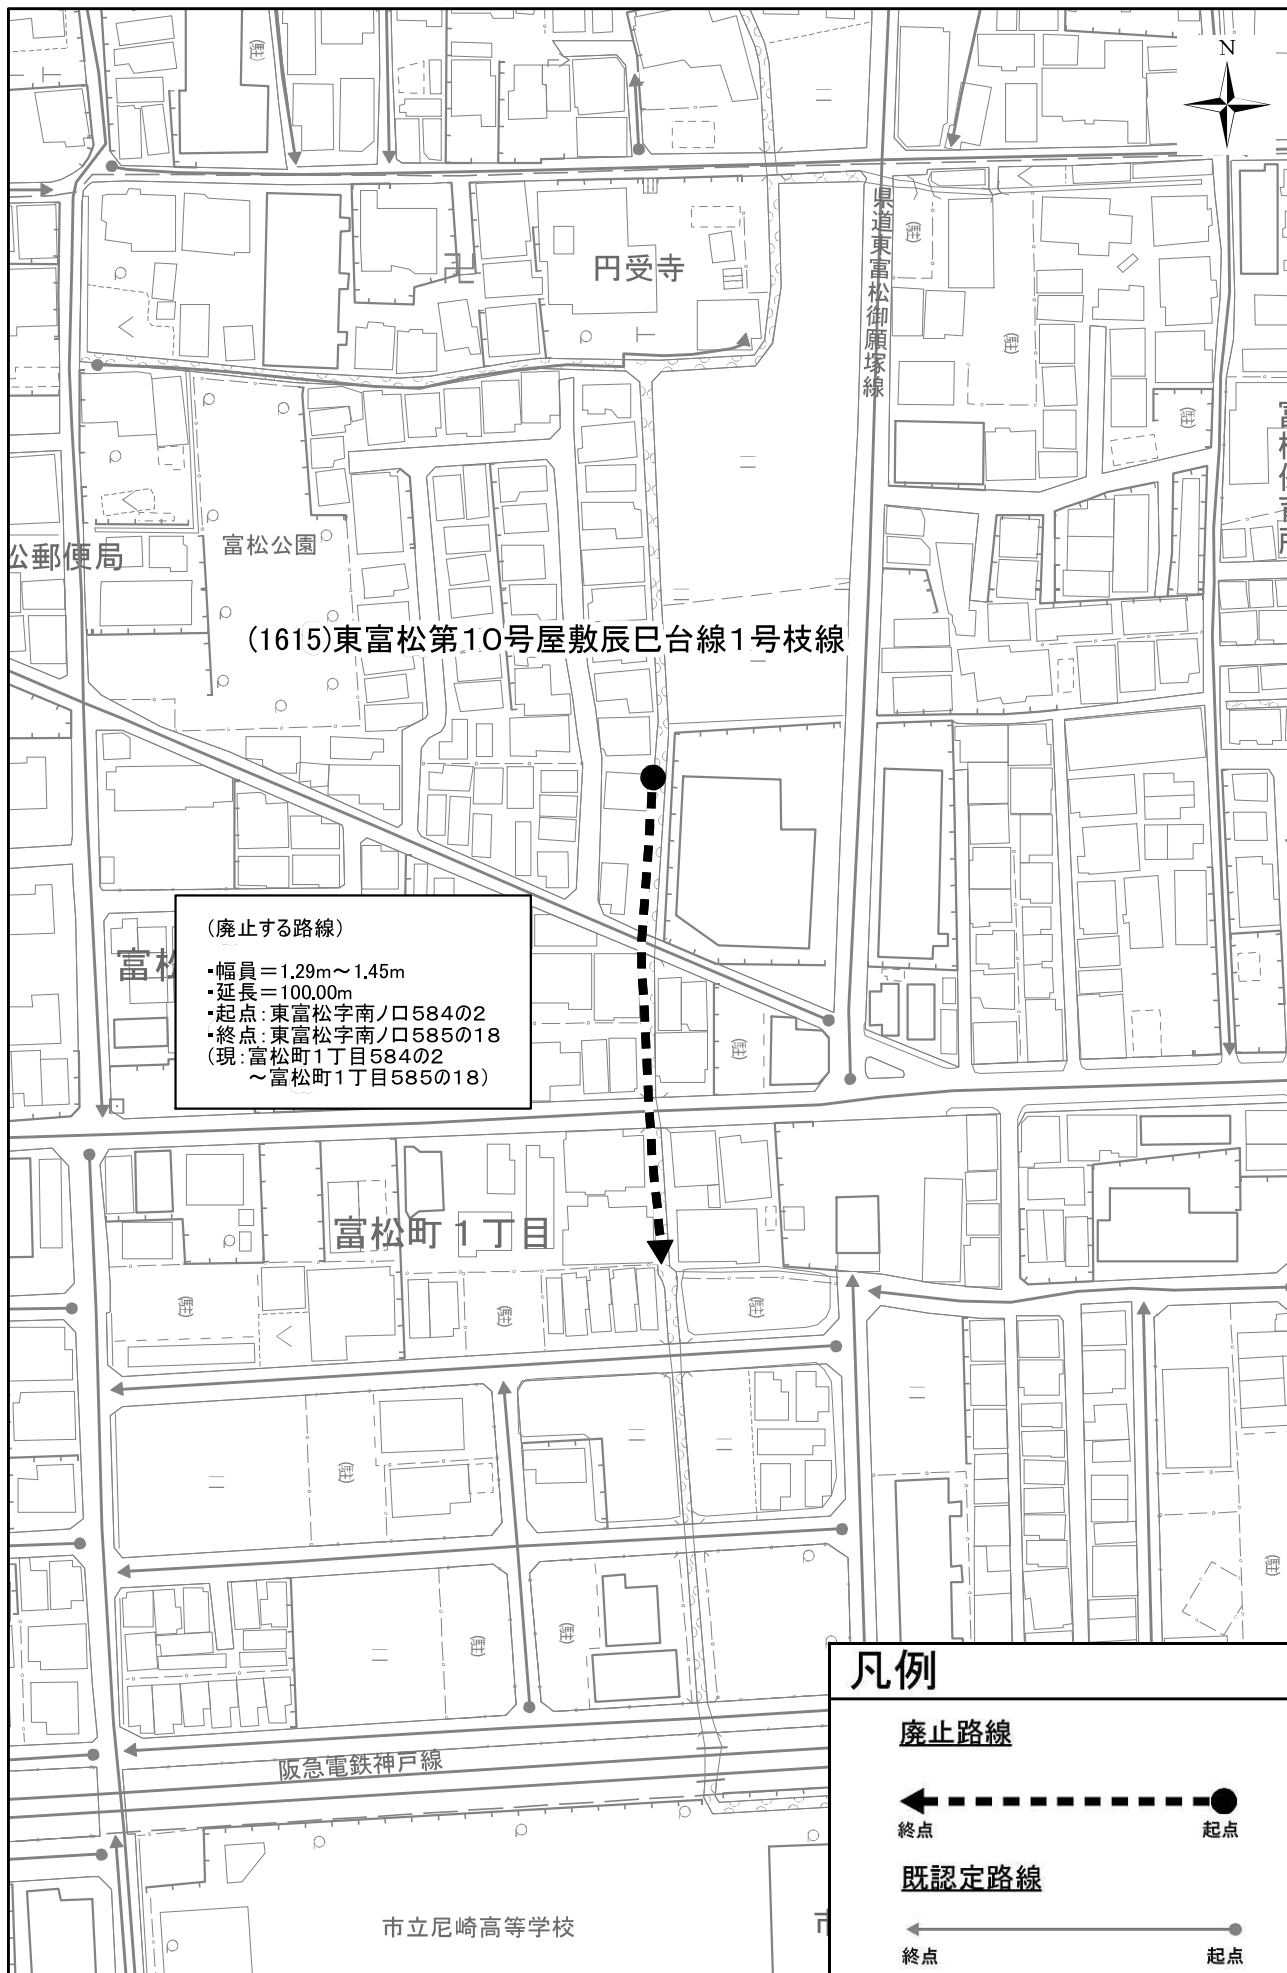 N
円受寺
県道東富松御願塚線
公郵便局
富松公園
(1615)東富松第10号屋敷辰巳台線1号枝線
(廃止する路線)
・幅員=1.29m～1.45m
・延長=100.00m
・起点:東富松字南ノ口584の2
・終点:東富松字南ノ口585の18
(現:富松町1丁目584の2
～富松町1丁目585の18)
富松町1丁目
阪急電鉄神戸線
市立尼崎高等学校
凡例
廃止路線
終点
起点
既認定路線
終点
起点